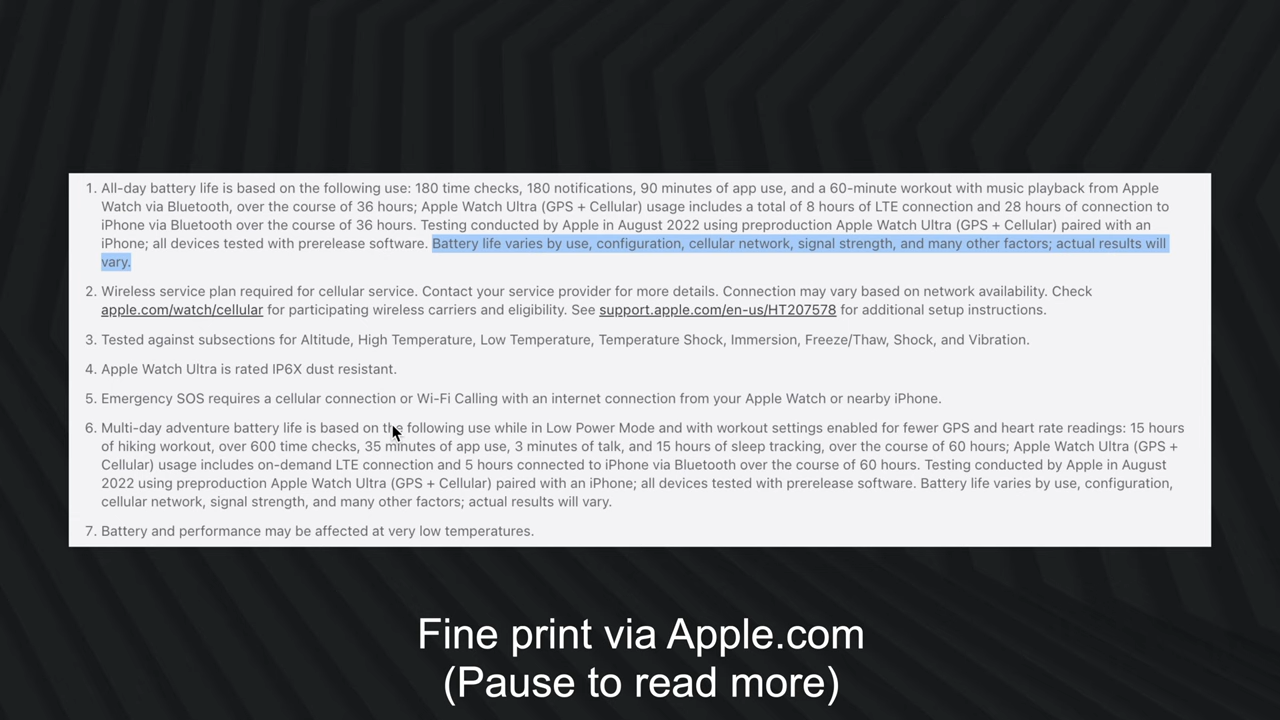 1. All-day battery life is based on the following use: 180 time checks, 180 notifications, 90 minutes of app use, and a 60-minute workout with music playback from Apple
Watch via Bluetooth, over the course of 36 hours; Apple Watch Ultra (GPS + Cellular) usage includes a total of 8 hours of LTE connection and 28 hours of connection to
iPhone via Bluetooth over the course of 36 hours. Testing conducted by Apple in August 2022 using preproduction Apple Watch Ultra (GPS + Cellular) paired with an
iPhone; all devices tested with prerelease software. Battery life varies by use, configuration, cellular network, signal strength, and many other factors; actual results will
vary.
2. Wireless service plan required for cellular service. Contact your service provider for more details. Connection may vary based on network availability. Check
apple.com/watch/cellular for participating wireless carriers and eligibility. See support.apple.com/en-us/HT207578 for additional setup instructions.
3. Tested against subsections for Altitude, High Temperature, Low Temperature, Temperature Shock, Immersion, Freeze/Thaw, Shock, and Vibration.
4. Apple Watch Ultra is rated IP6X dust resistant.
5. Emergency SOS requires a cellular connection or Wi-Fi Calling with an internet connection from your Apple Watch or nearby iPhone.
6. Multi-day adventure battery life is based on the following use while in Low Power Mode and with workout settings enabled for fewer GPS and heart rate readings: 15 hours
of hiking workout, over 600 time checks, 35 minutes of app use, 3 minutes of talk, and 15 hours of sleep tracking, over the course of 60 hours; Apple Watch Ultra (GPS +
Cellular) usage includes on-demand LTE connection and 5 hours connected to iPhone via Bluetooth over the course of 60 hours. Testing conducted by Apple in August
2022 using preproduction Apple Watch Ultra (GPS + Cellular) paired with an iPhone; all devices tested with prerelease software. Battery life varies by use, configuration,
cellular network, signal strength, and many other factors; actual results will vary.
7. Battery and performance may be affected at very low temperatures.
Fine print via Apple.com
(Pause to read more)